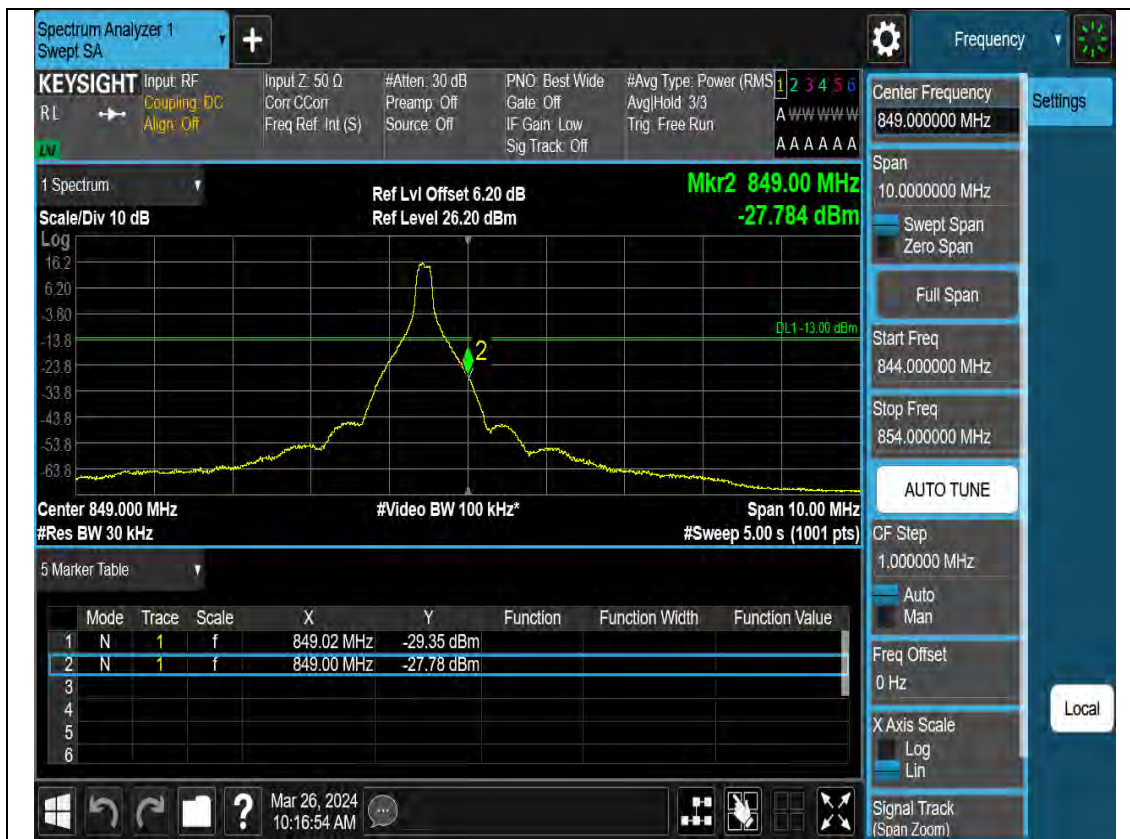 Spectrum Analyzer 1
Swept SA
Frequency
KEYSIGHT
RL
LNI
Input: RF
Coupling: DC
Align: Off
Input Z: 50 Ω
Corr CCorr
Freq Ref: Int (S)
#Atten: 30 dB
Preamp: Off
Source: Off
PNO: Best Wide
Gate: Off
IF Gain: Low
Sig Track: Off
#Avg Type: Power (RMS
Avg|Hold: 3/3
Trig: Free Run
1 2 3 4 5 6
A W W W W W
A A A A A A
1 Spectrum
Scale/Div 10 dB
Ref Lvl Offset 6.20 dB
Ref Level 26.20 dBm
Mkr2 849.00 MHz
-27.784 dBm
Log
16.2
6.20
-3.80
-13.8
-23.8
-33.8
-43.8
-53.8
-63.8
DL1 -13.00 dBm
2
Center 849.000 MHz
#Video BW 100 kHz*
Span 10.00 MHz
#Res BW 30 kHz
#Sweep 5.00 s (1001 pts)
5 Marker Table
Mode Trace Scale X Y Function Function Width Function Value
1 N 1 f 849.02 MHz -29.35 dBm
2 N 1 f 849.00 MHz -27.78 dBm
3
4
5
6
Mar 26, 2024
10:16:54 AM
Center Frequency
849.000000 MHz
Settings
Span
10.0000000 MHz
Swept Span
Zero Span
Full Span
Start Freq
844.000000 MHz
Stop Freq
854.000000 MHz
AUTO TUNE
CF Step
1.000000 MHz
Auto
Man
Freq Offset
0 Hz
X Axis Scale
Log
Lin
Local
Signal Track
(Span Zoom)